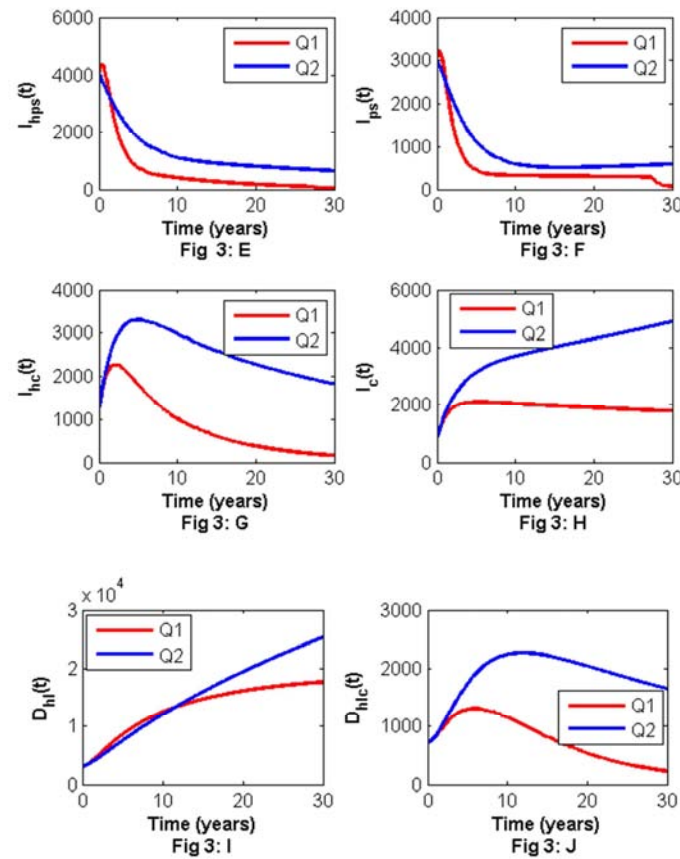 6000
4000
2000
0
I_hps(t)
Q1
Q2
0 10 20 30
Time (years)
Fig 3: E
4000
3000
2000
1000
0
I_ps(t)
Q1
Q2
0 10 20 30
Time (years)
Fig 3: F
4000
3000
2000
1000
0
I_hc(t)
Q1
Q2
0 10 20 30
Time (years)
Fig 3: G
6000
4000
2000
0
I_c(t)
Q1
Q2
0 10 20 30
Time (years)
Fig 3: H
x 10^4
3
2
1
0
D_hI(t)
Q1
Q2
0 10 20 30
Time (years)
Fig 3: I
3000
2000
1000
0
D_hIc(t)
Q1
Q2
0 10 20 30
Time (years)
Fig 3: J